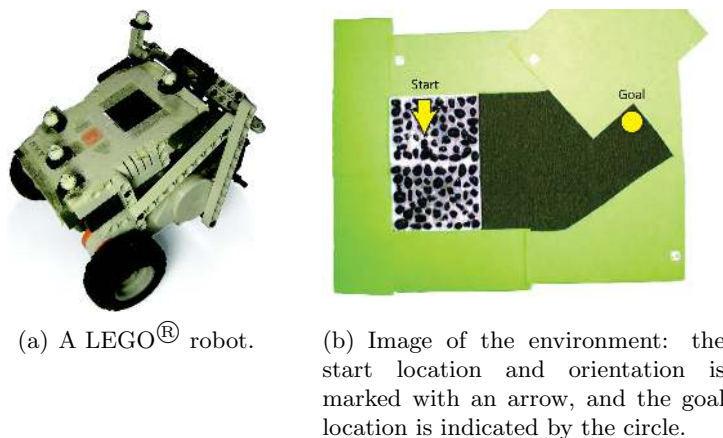 Start
Goal
(a) A LEGO® robot.
(b) Image of the environment: the
start location and orientation is
marked with an arrow, and the goal
location is indicated by the circle.